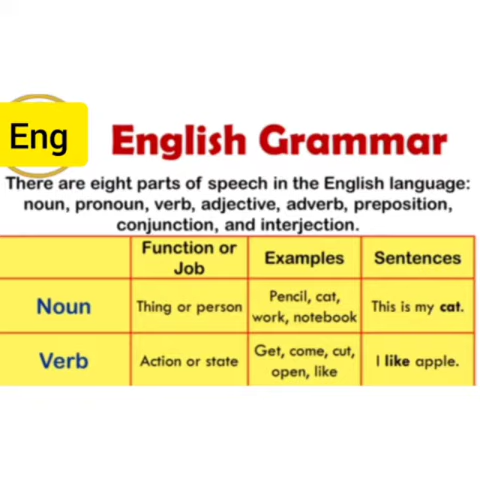 Eng
English Grammar
There are eight parts of speech in the English language:
noun, pronoun, verb, adjective, adverb, preposition,
conjunction, and interjection.
Function or
Job
Examples
Sentences
Noun
Thing or person
Pencil, cat,
work, notebook
This is my cat.
Verb
Action or state
Get, come, cut,
open, like
I like apple.